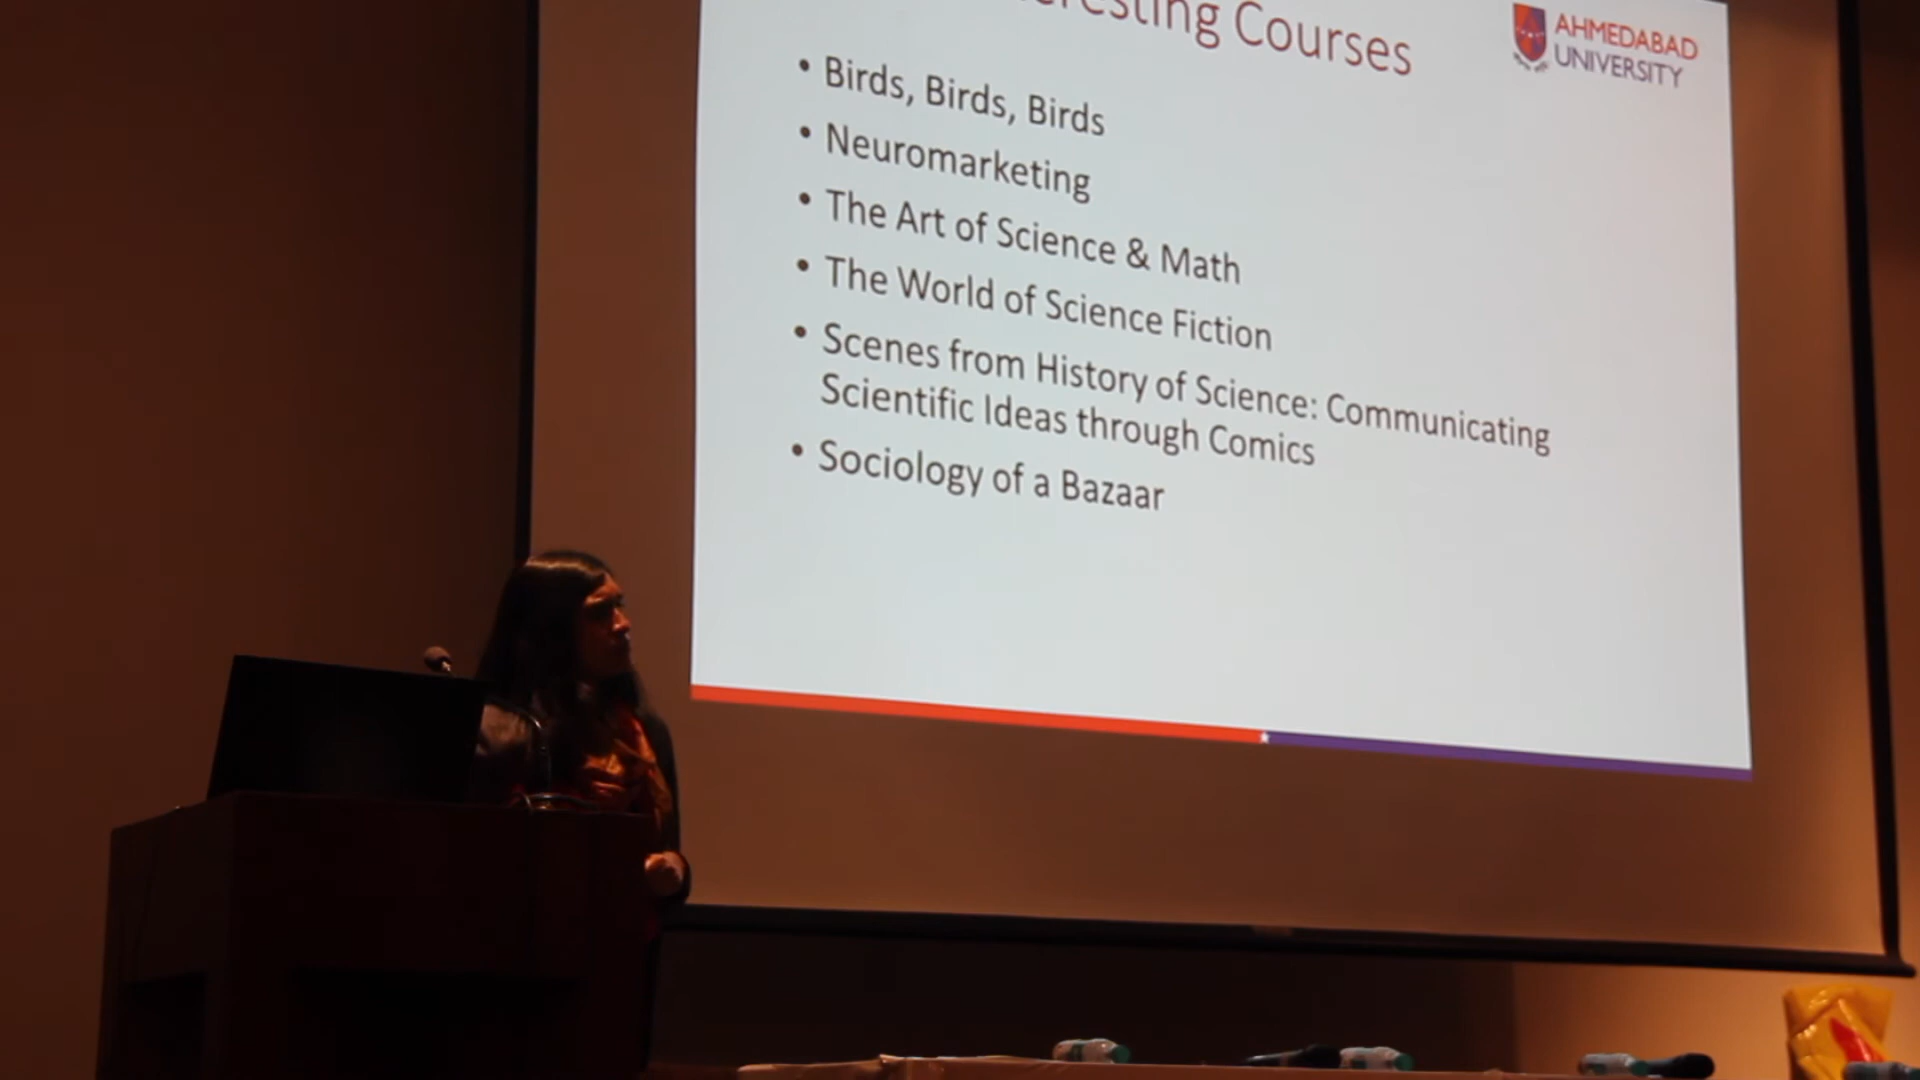 Courses
AHMEDABAD
UNIVERSITY
• Birds, Birds, Birds
• Neuromarketing
• The Art of Science & Math
• The World of Science Fiction
• Scenes from History of Science: Communicating
Scientific Ideas through Comics
• Sociology of a Bazaar